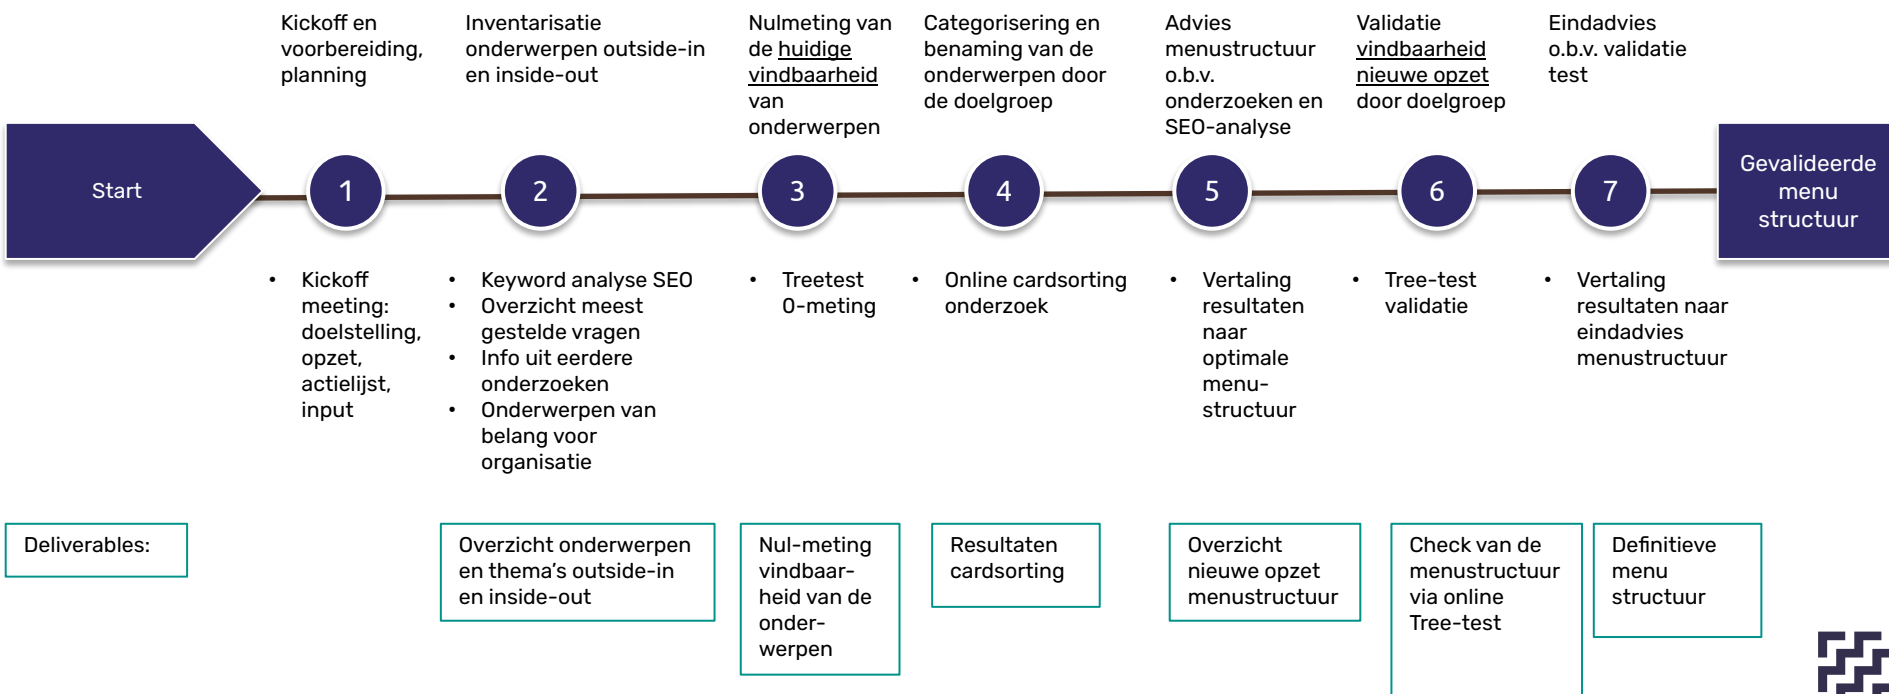 Kickoff en
voorbereiding,
planning
Inventarisatie
onderwerpen outside-in
en inside-out
Nulmeting van
de huidige
vindbaarheid
van
onderwerpen
Categorisering en
benaming van de
onderwerpen door
de doelgroep
Advies
menustructuur
o.b.v.
onderzoeken en
SEO-analyse
Validatie
vindbaarheid
nieuwe opzet
door doelgroep
Eindadvies
o.b.v. validatie
test
Start
1
2
3
4
5
6
7
Gevalideerde
menu
structuur
• Kickoff
meeting:
doelstelling,
opzet,
actielijst,
input
• Keyword analyse SEO
• Overzicht meest
gestelde vragen
• Info uit eerdere
onderzoeken
• Onderwerpen van
belang voor
organisatie
• Treetest
0-meting
• Online cardsorting
onderzoek
• Vertaling
resultaten
naar
optimale
menu-
structuur
• Tree-test
validatie
• Vertaling
resultaten naar
eindadvies
menustructuur
Deliverables:
Overzicht onderwerpen
en thema's outside-in
en inside-out
Nul-meting
vindbaar-
heid van de
onder-
werpen
Resultaten
cardsorting
Overzicht
nieuwe opzet
menustructuur
Check van de
menustructuur
via online
Tree-test
Definitieve
menu
structuur